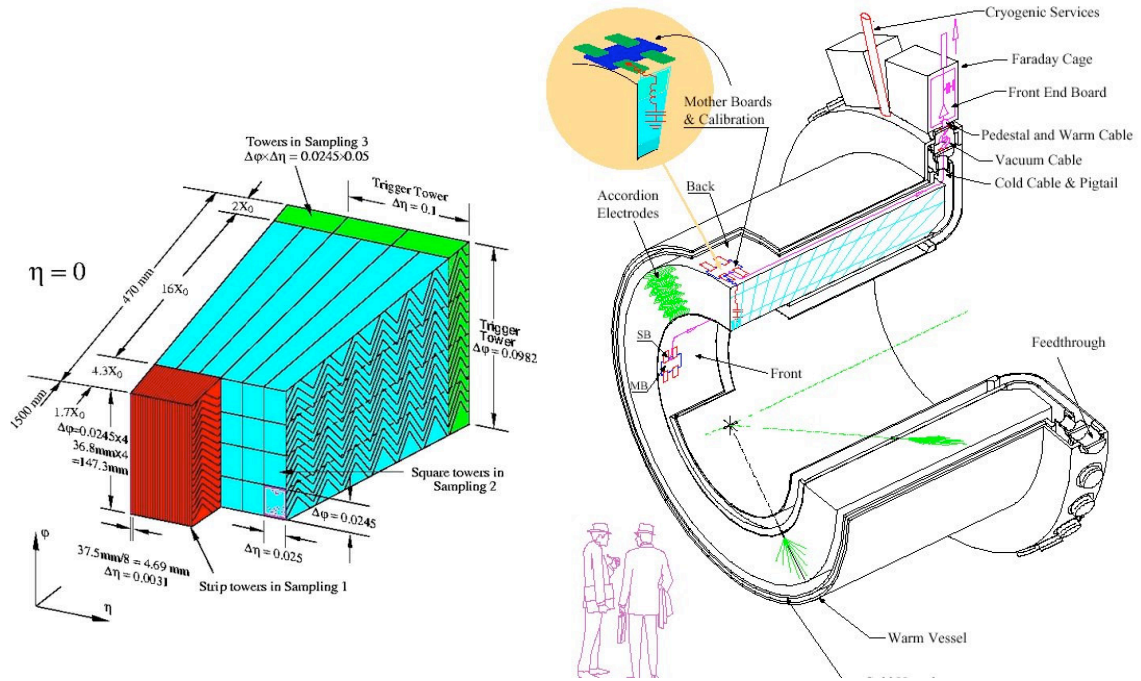 Towers in Sampling 3
Δφ×Δη = 0.0245×0.05
Trigger Tower
Δη = 0.1
2X₀
η = 0
470 mm
16X₀
Trigger
Tower
Δφ = 0.0982
4.3X₀
1500 mm
1.7X₀
Δφ=0.0245x4
36.8mmx4
=147.3mm
Square towers in
Sampling 2
Δφ = 0.0245
Δη = 0.025
37.5mm/8 = 4.69 mm
Δη = 0.0031
Strip towers in Sampling 1
φ
η
Cryogenic Services
Faraday Cage
Front End Board
Mother Boards
& Calibration
Pedestal and Warm Cable
Vacuum Cable
Cold Cable & Pigtail
Back
Accordion
Electrodes
SB
MB
Front
Feedthrough
Warm Vessel